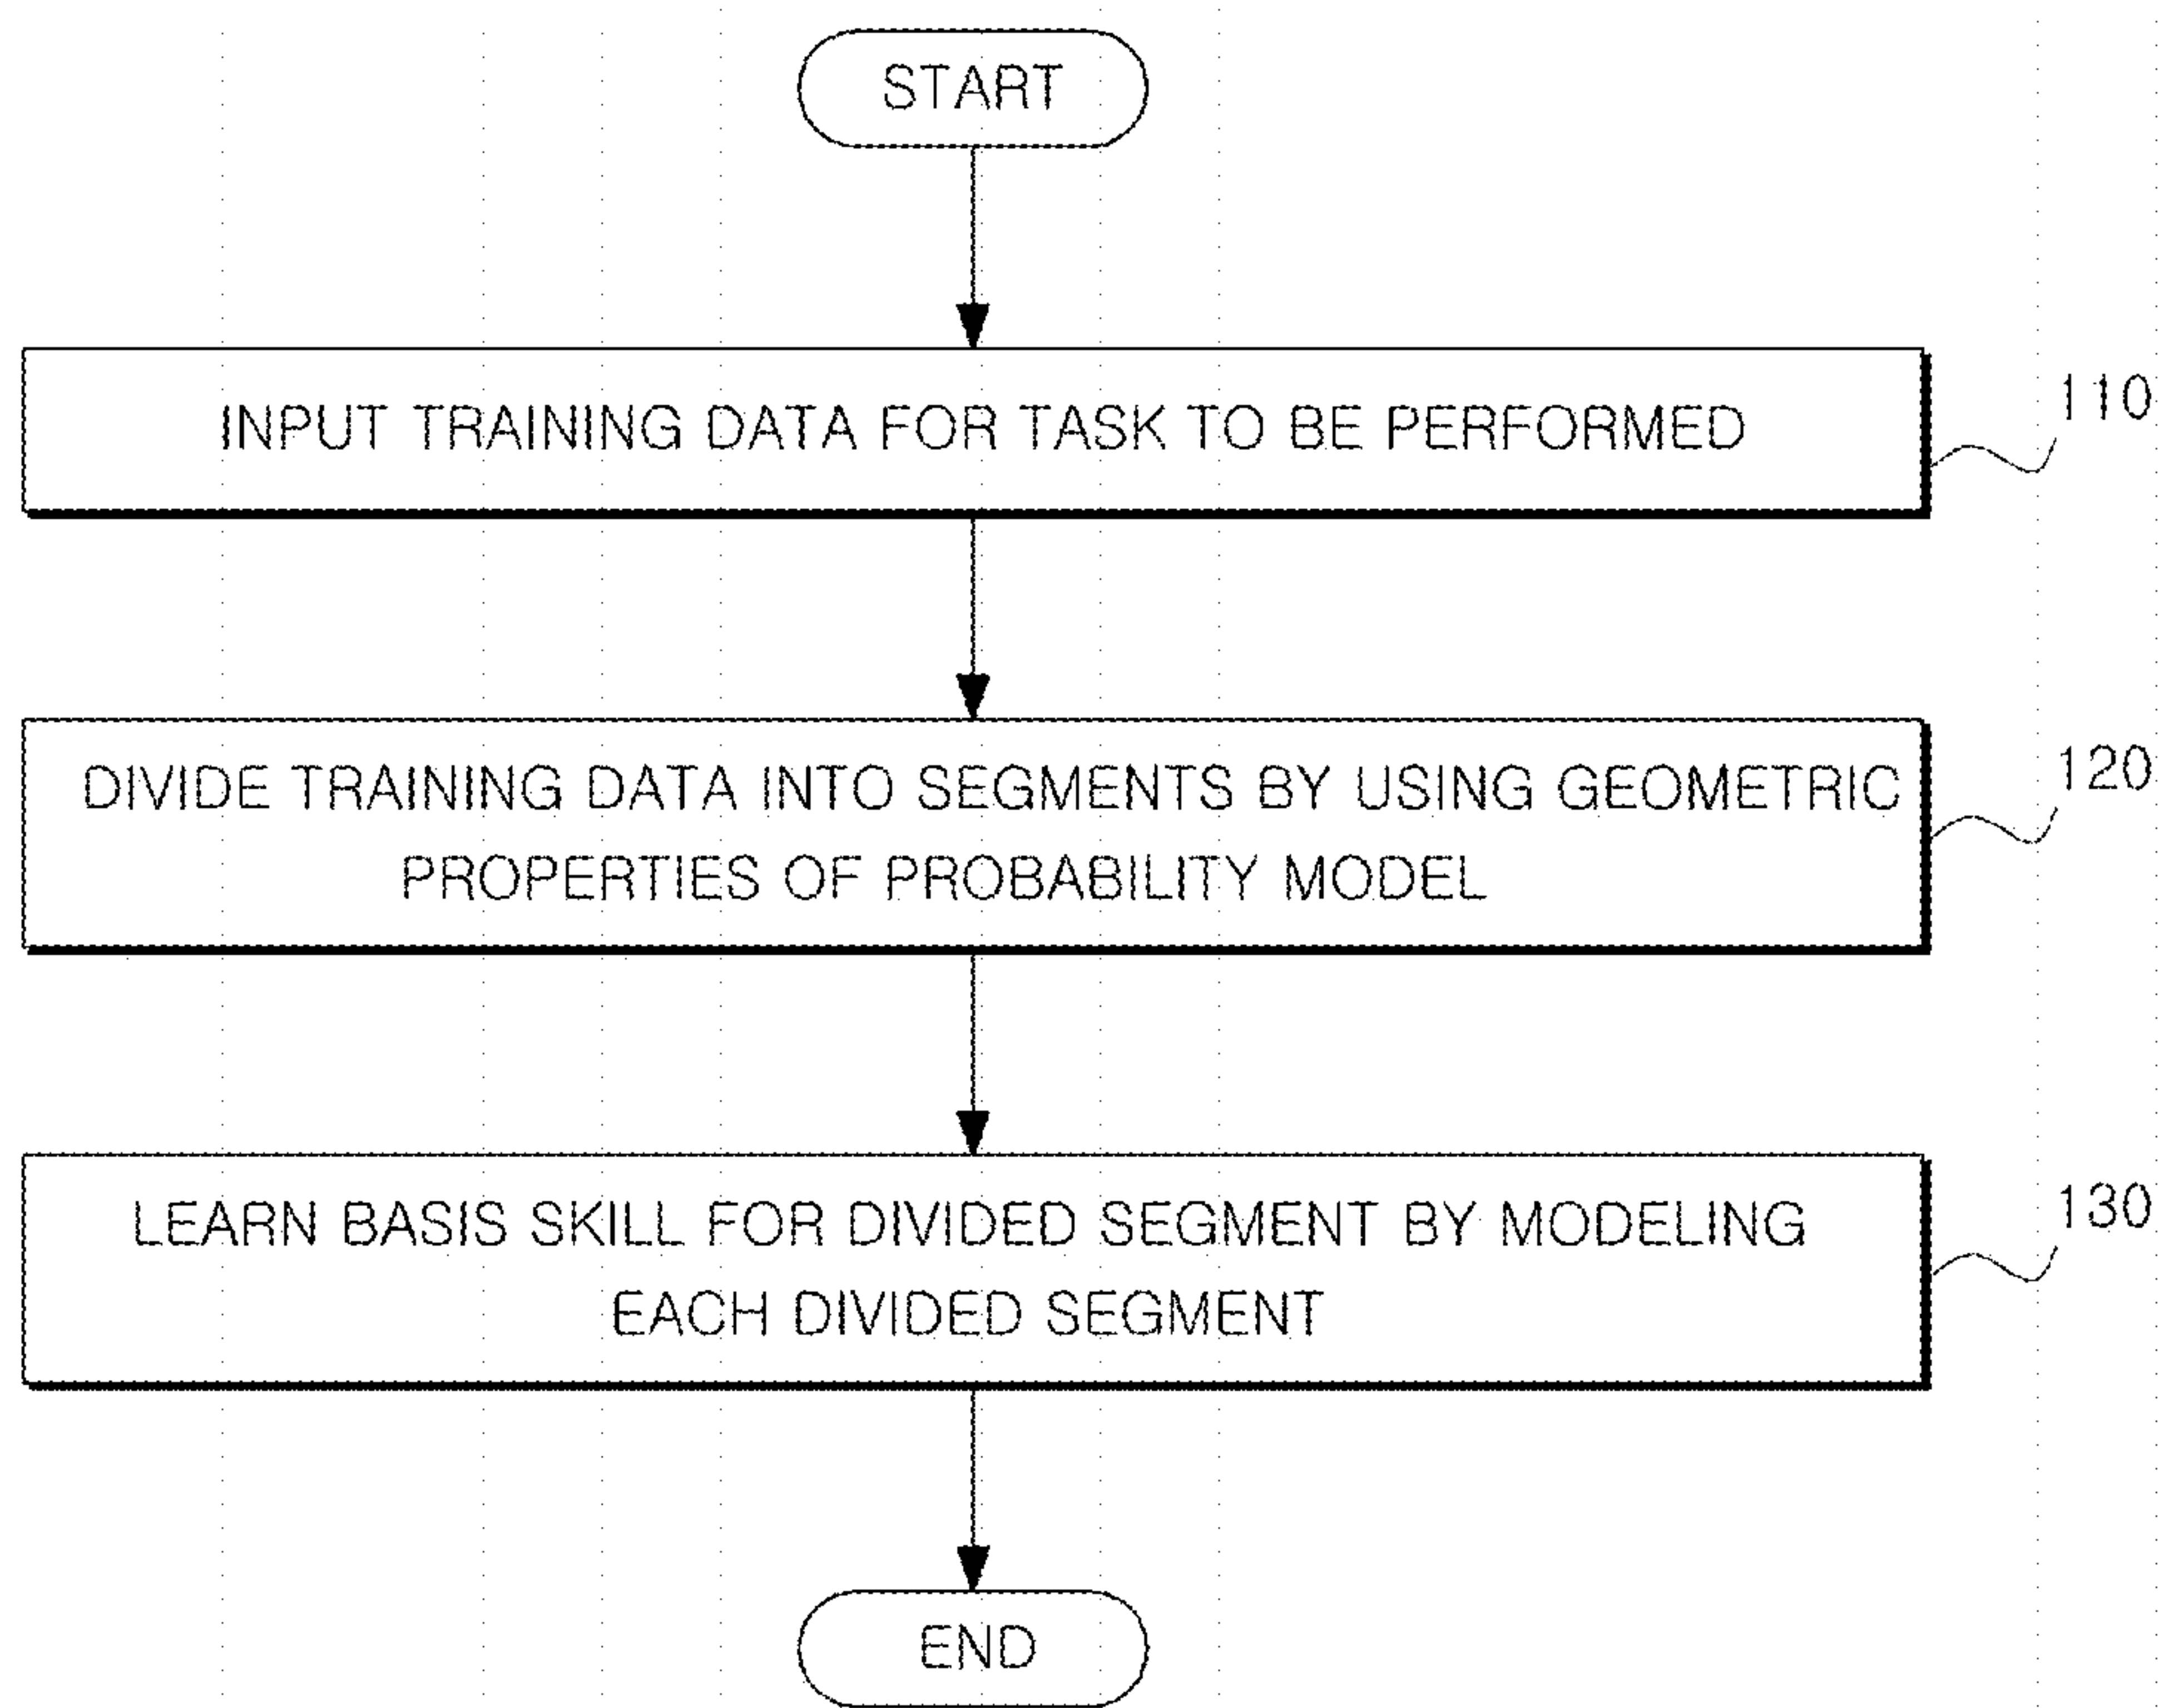 START
INPUT TRAINING DATA FOR TASK TO BE PERFORMED
110
DIVIDE TRAINING DATA INTO SEGMENTS BY USING GEOMETRIC
PROPERTIES OF PROBABILITY MODEL
120
LEARN BASIS SKILL FOR DIVIDED SEGMENT BY MODELING
EACH DIVIDED SEGMENT
130
END